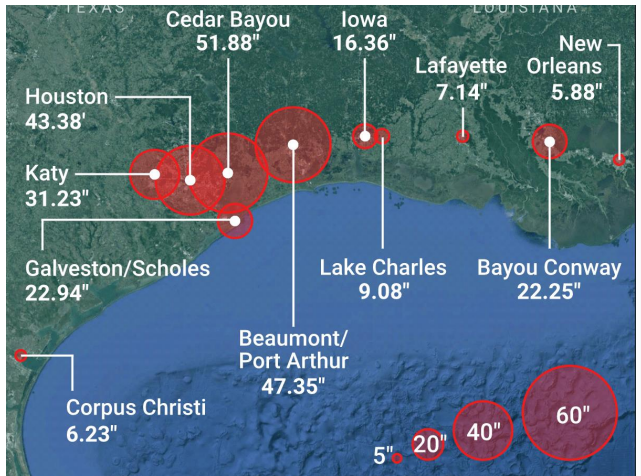 TEXAS
LOUISIANA
Cedar Bayou
51.88"
Iowa
16.36"
New
Orleans
5.88"
Lafayette
7.14"
Houston
43.38'
Katy
31.23"
Galveston/Scholes
22.94"
Lake Charles
9.08"
Bayou Conway
22.25"
Beaumont/
Port Arthur
47.35"
Corpus Christi
6.23"
5"
20"
40"
60"